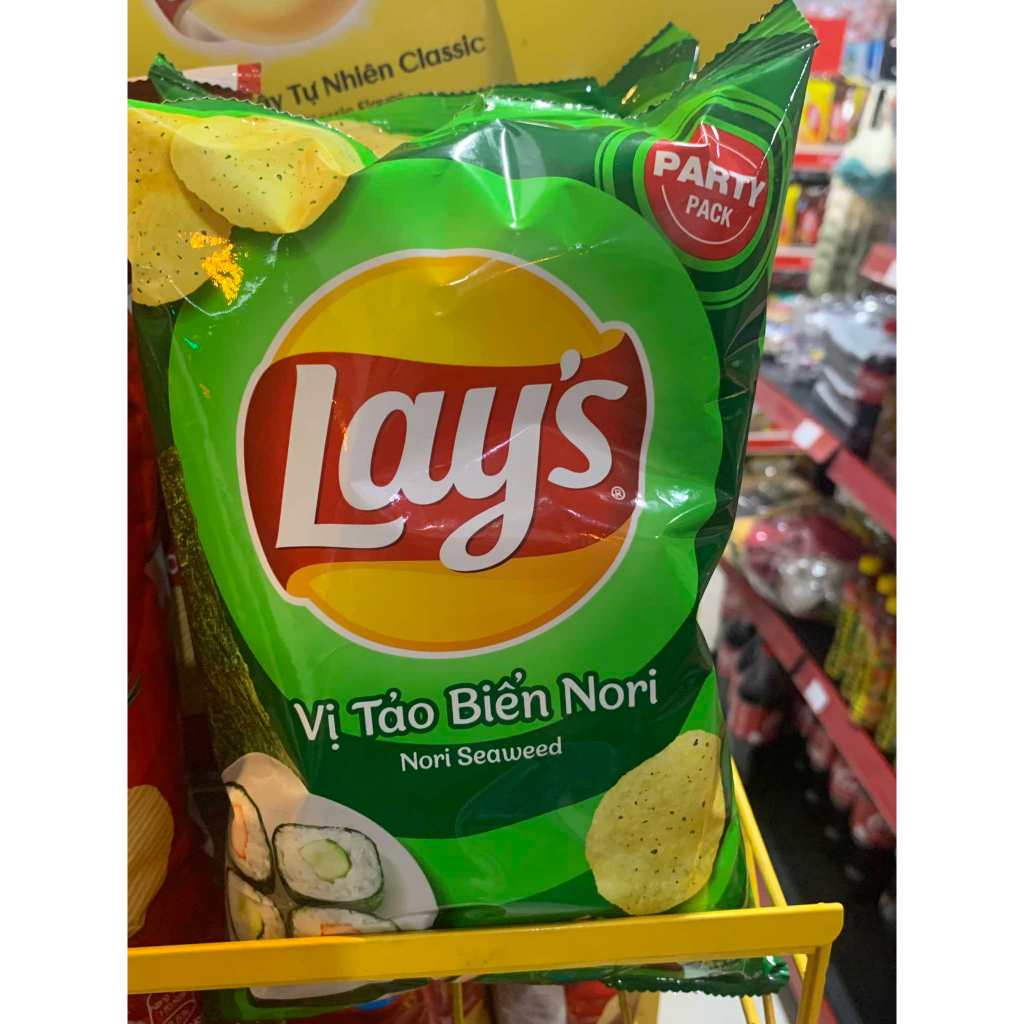 Tự Nhiên Classic
PARTY
PACK
Lay's
®
Vị Tảo Biển Nori
Nori Seaweed